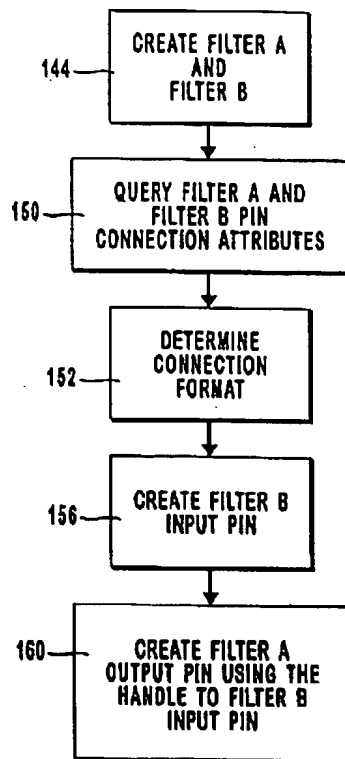 CREATE FILTER A
AND
FILTER B
144
QUERY FILTER A AND
FILTER B PIN
CONNECTION ATTRIBUTES
150
DETERMINE
CONNECTION
FORMAT
152
CREATE FILTER B
INPUT PIN
156
CREATE FILTER A
OUTPUT PIN USING THE
HANDLE TO FILTER B
INPUT PIN
160